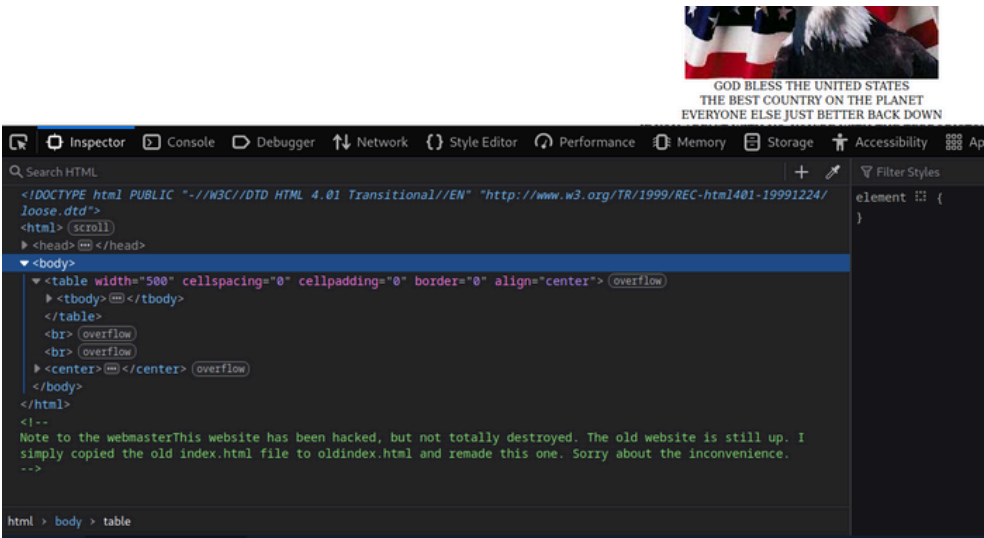 GOD BLESS THE UNITED STATES
THE BEST COUNTRY ON THE PLANET
EVERYONE ELSE JUST BETTER BACK DOWN
Inspector Console Debugger Network {} Style Editor Performance Memory Storage Accessibility Ap
Search HTML
Filter Styles
<!DOCTYPE html PUBLIC "-//W3C//DTD HTML 4.01 Transitional//EN" "http://www.w3.org/TR/1999/REC-html401-19991224/
loose.dtd">
element {
}
<html> scroll
<head> </head>
<body>
<table width="500" cellspacing="0" cellpadding="0" border="0" align="center"> overflow
<tbody> </tbody>
</table>
<br> overflow
<br> overflow
<center> </center> overflow
</body>
</html>
<!--
Note to the webmasterThis website has been hacked, but not totally destroyed. The old website is still up. I
simply copied the old index.html file to oldindex.html and remade this one. Sorry about the inconvenience.
-->
html > body > table